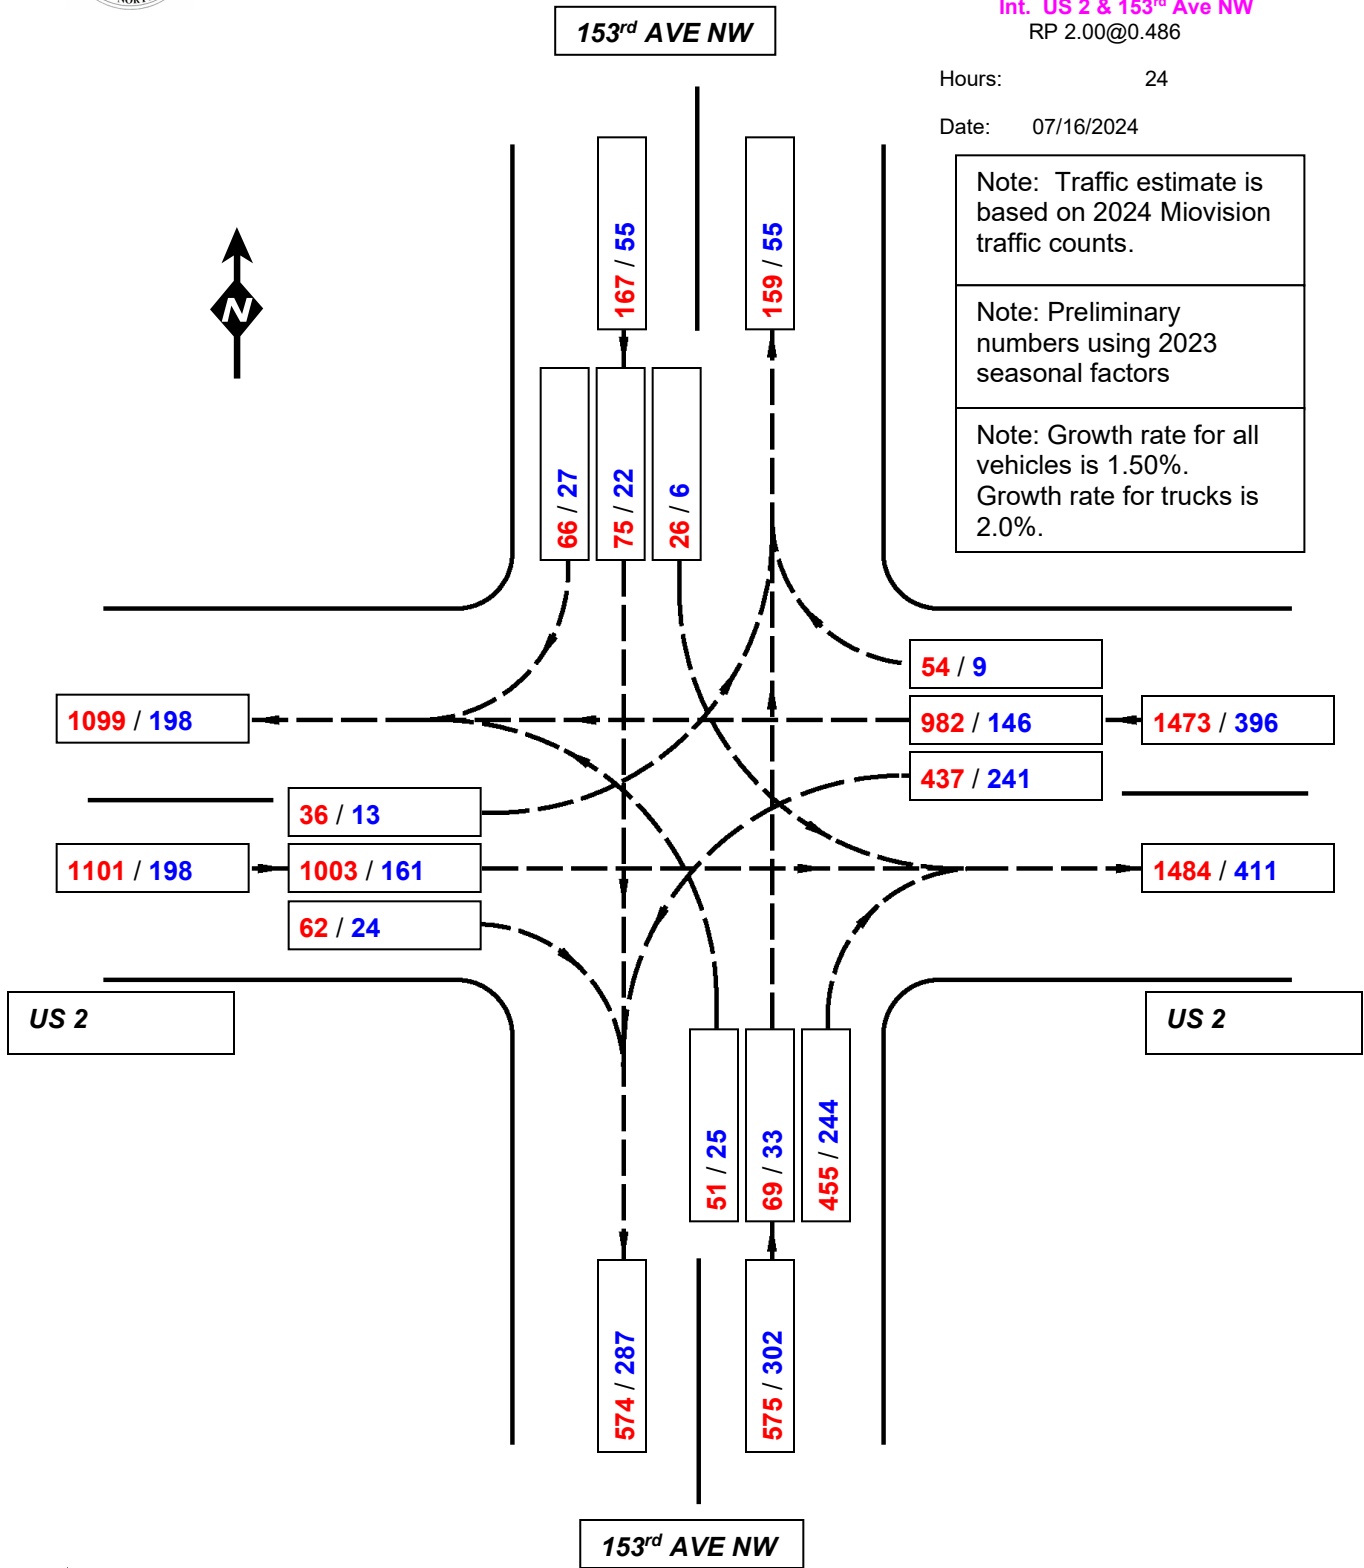 NORT
Int. US 2 & 153rd Ave NW
153rd AVE NW
RP 2.00@0.486
Hours: 24
Date: 07/16/2024
Note: Traffic estimate is
based on 2024 Miovision
traffic counts.
Note: Preliminary
numbers using 2023
seasonal factors
Note: Growth rate for all
vehicles is 1.50%.
Growth rate for trucks is
2.0%.
N
167 / 55
159 / 55
66 / 27
75 / 22
26 / 6
54 / 9
1099 / 198
982 / 146
1473 / 396
437 / 241
36 / 13
1101 / 198
1003 / 161
1484 / 411
62 / 24
US 2
US 2
51 / 25
69 / 33
455 / 244
574 / 287
575 / 302
153rd AVE NW